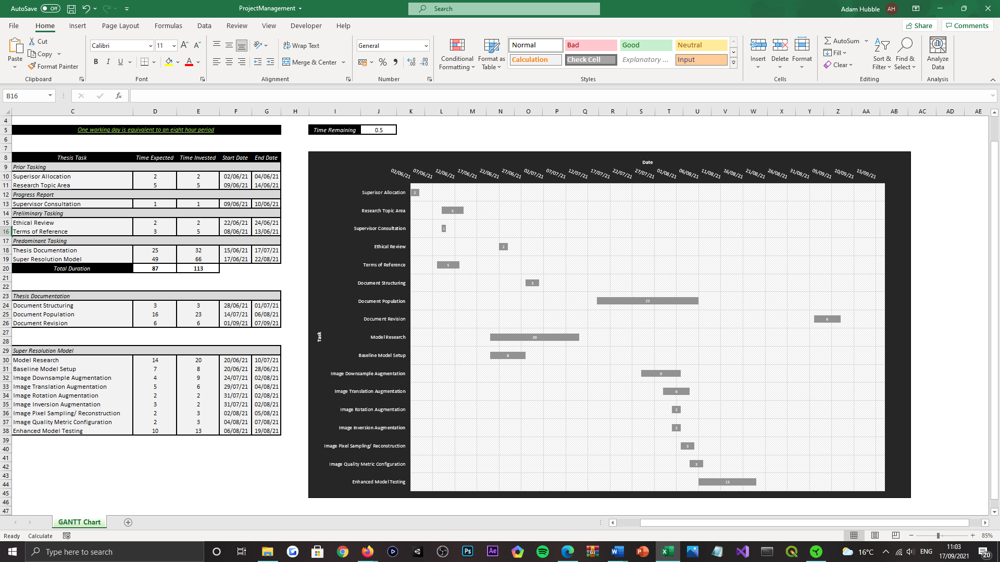 AutoSave Off ProjectManagement Search Adam Hubble AH
File Home Insert Page Layout Formulas Data Review View Developer Help Share Comments
Paste Cut Copy Format Painter Clipboard
Calibri 11 A A B I U A Font
Wrap Text Merge & Center Alignment
General % Number
Conditional Formatting Format as Table
Normal Bad Good Neutral
Calculation Check Cell Explanatory ... Input
Styles
Insert Delete Format Cells
AutoSum Fill Clear Sort & Filter Find & Select Editing
Analyze Data Analysis
B16 fx
C D E F G H I J K L M N O P Q R S T U V W X Y Z AA AB AC AD AE
4
5 One working day is equivalent to an eight hour period Time Remaining 0.5
6
7
8 Thesis Task Time Expected Time Invested Start Date End Date
9 Prior Tasking
10 Superisor Allocation 2 2 02/06/21 04/06/21
11 Research Topic Area 5 5 09/06/21 14/06/21
12 Progress Report
13 Supervisor Consultation 1 1 09/06/21 10/06/21
14 Preliminary Tasking
15 Ethical Review 2 2 22/06/21 24/06/21
16 Terms of Reference 3 5 08/06/21 13/06/21
17 Predominant Tasking
18 Thesis Documentation 25 32 15/06/21 17/07/21
19 Super Resolution Model 49 66 17/06/21 22/08/21
20 Total Duration 87 113
21
22
23 Thesis Documentation
24 Document Structuring 3 3 28/06/21 01/07/21
25 Document Population 16 23 14/07/21 06/08/21
26 Document Revision 6 6 01/09/21 07/09/21
27
28
29 Super Resolution Model
30 Model Research 14 20 20/06/21 10/07/21
31 Baseline Model Setup 7 8 20/06/21 28/06/21
32 Image Downsample Augmentation 4 9 24/07/21 02/08/21
33 Image Translation Augmentation 5 6 29/07/21 04/08/21
34 Image Rotation Augmentation 2 2 31/07/21 02/08/21
35 Image Inversion Augmentation 3 2 31/07/21 02/08/21
36 Image Pixel Sampling/ Reconstruction 2 3 02/08/21 05/08/21
37 Image Quality Metric Configuration 2 3 04/08/21 07/08/21
38 Enhanced Model Testing 10 13 06/08/21 19/08/21
39
40
41
42
43
44
45
46
47
Date
02/06/21 07/06/21 12/06/21 17/06/21 22/06/21 27/06/21 02/07/21 07/07/21 12/07/21 17/07/21 22/07/21 27/07/21 01/08/21 06/08/21 11/08/21 16/08/21 21/08/21 26/08/21 31/08/21 05/09/21 10/09/21 15/09/21
Task
Superisor Allocation 2
Research Topic Area 5
Supervisor Consultation 1
Ethical Review 2
Terms of Reference 5
Document Structuring 3
Document Population 23
Document Revision 6
Model Research 20
Baseline Model Setup 8
Image Downsample Augmentation 9
Image Translation Augmentation 6
Image Rotation Augmentation 2
Image Inversion Augmentation 2
Image Pixel Sampling/ Reconstruction 3
Image Quality Metric Configuration 3
Enhanced Model Testing 13
GANTT Chart
Ready Calculate 85%
Type here to search Ps Ae 16°C ENG 11:03
17/09/2021 20